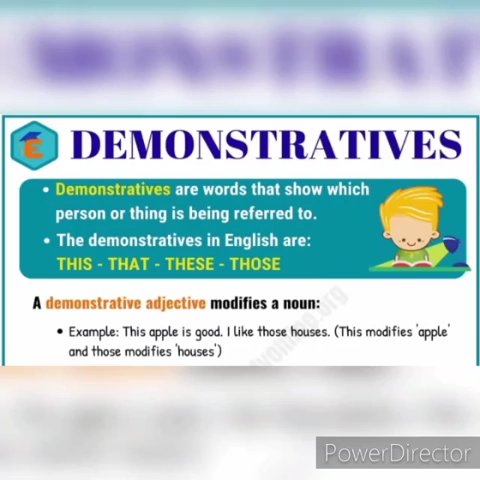 DEMONSTRATIVES
• Demonstratives are words that show which
person or thing is being referred to.
• The demonstratives in English are:
THIS - THAT - THESE - THOSE
A demonstrative adjective modifies a noun:
• Example: This apple is good. I like those houses. (This modifies 'apple'
and those modifies 'houses')
PowerDirector